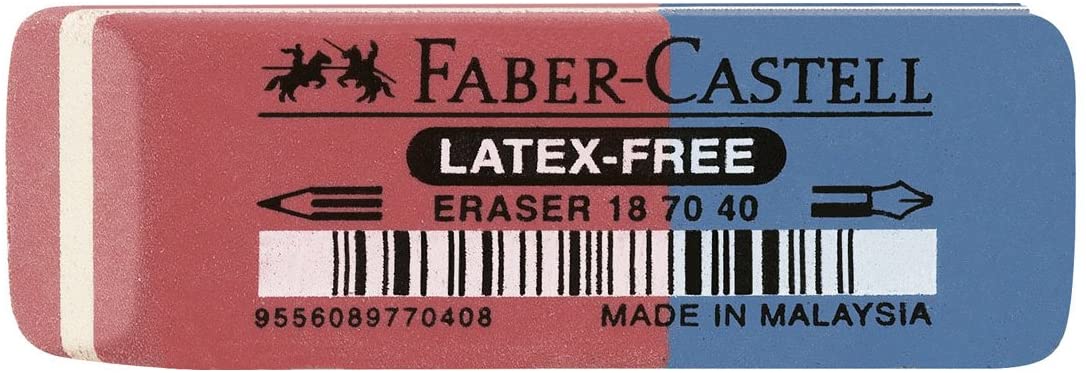 FABER-CASTELL
LATEX-FREE
ERASER 18 70 40
9556089770408 MADE IN MALAYSIA